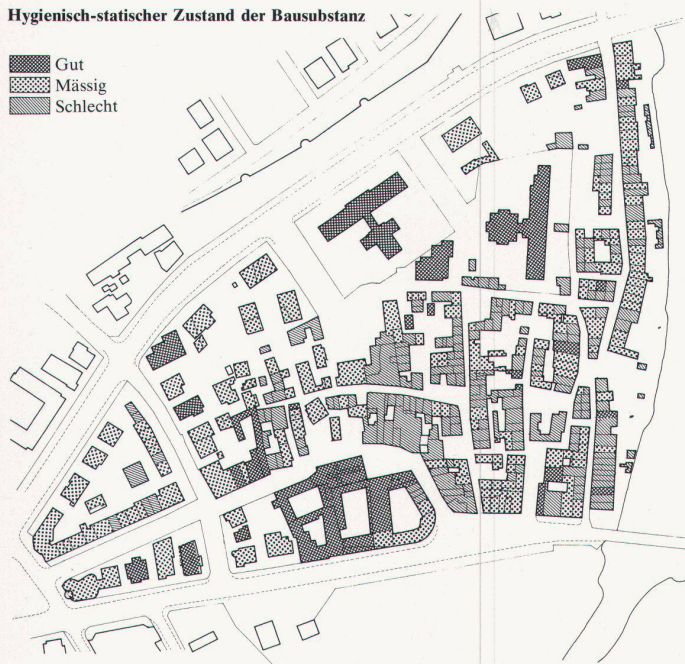 Hygienisch-statischer Zustand der Bausubstanz
Gut
Mässig
Schlecht